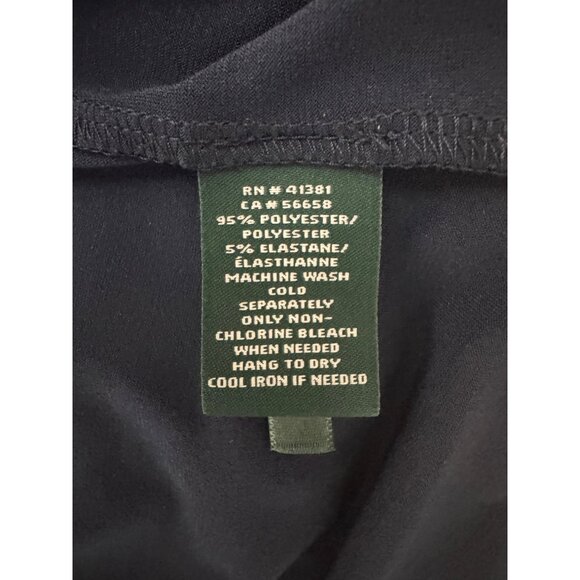 RN # 41381
CA # 56658
95% POLYESTER/
POLYESTER
5% ELASTANE/
ÉLASTHANNE
MACHINE WASH
COLD
SEPARATELY
ONLY NON-
CHLORINE BLEACH
WHEN NEEDED
HANG TO DRY
COOL IRON IF NEEDED